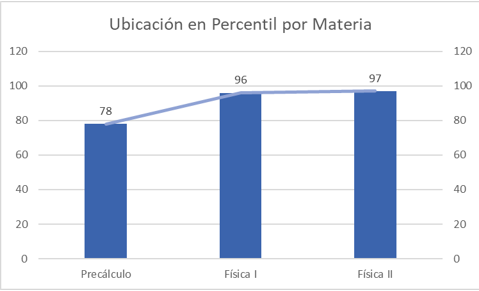 Ubicación en Percentil por Materia
120 120
100 100
80 80
60 60
40 40
20 20
0 0
78 96 97
Precálculo Física I Física II